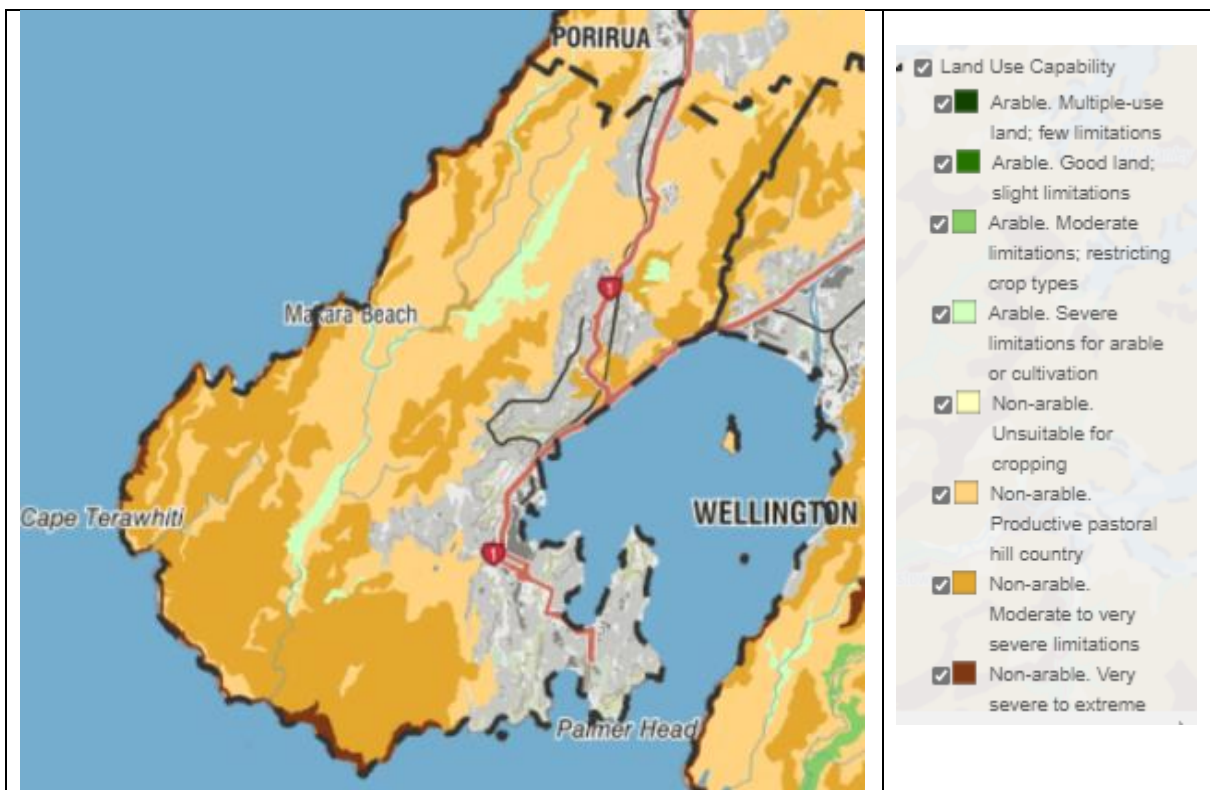 PORIRUA
1
Makara Beach
Cape Terawhiti
WELLINGTON
1
Palmer Head
Land Use Capability
Arable. Multiple-use
land; few limitations
Arable. Good land;
slight limitations
Arable. Moderate
limitations; restricting
crop types
Arable. Severe
limitations for arable
or cultivation
Non-arable.
Unsuitable for
cropping
Non-arable.
Productive pastoral
hill country
Non-arable.
Moderate to very
severe limitations
Non-arable. Very
severe to extreme